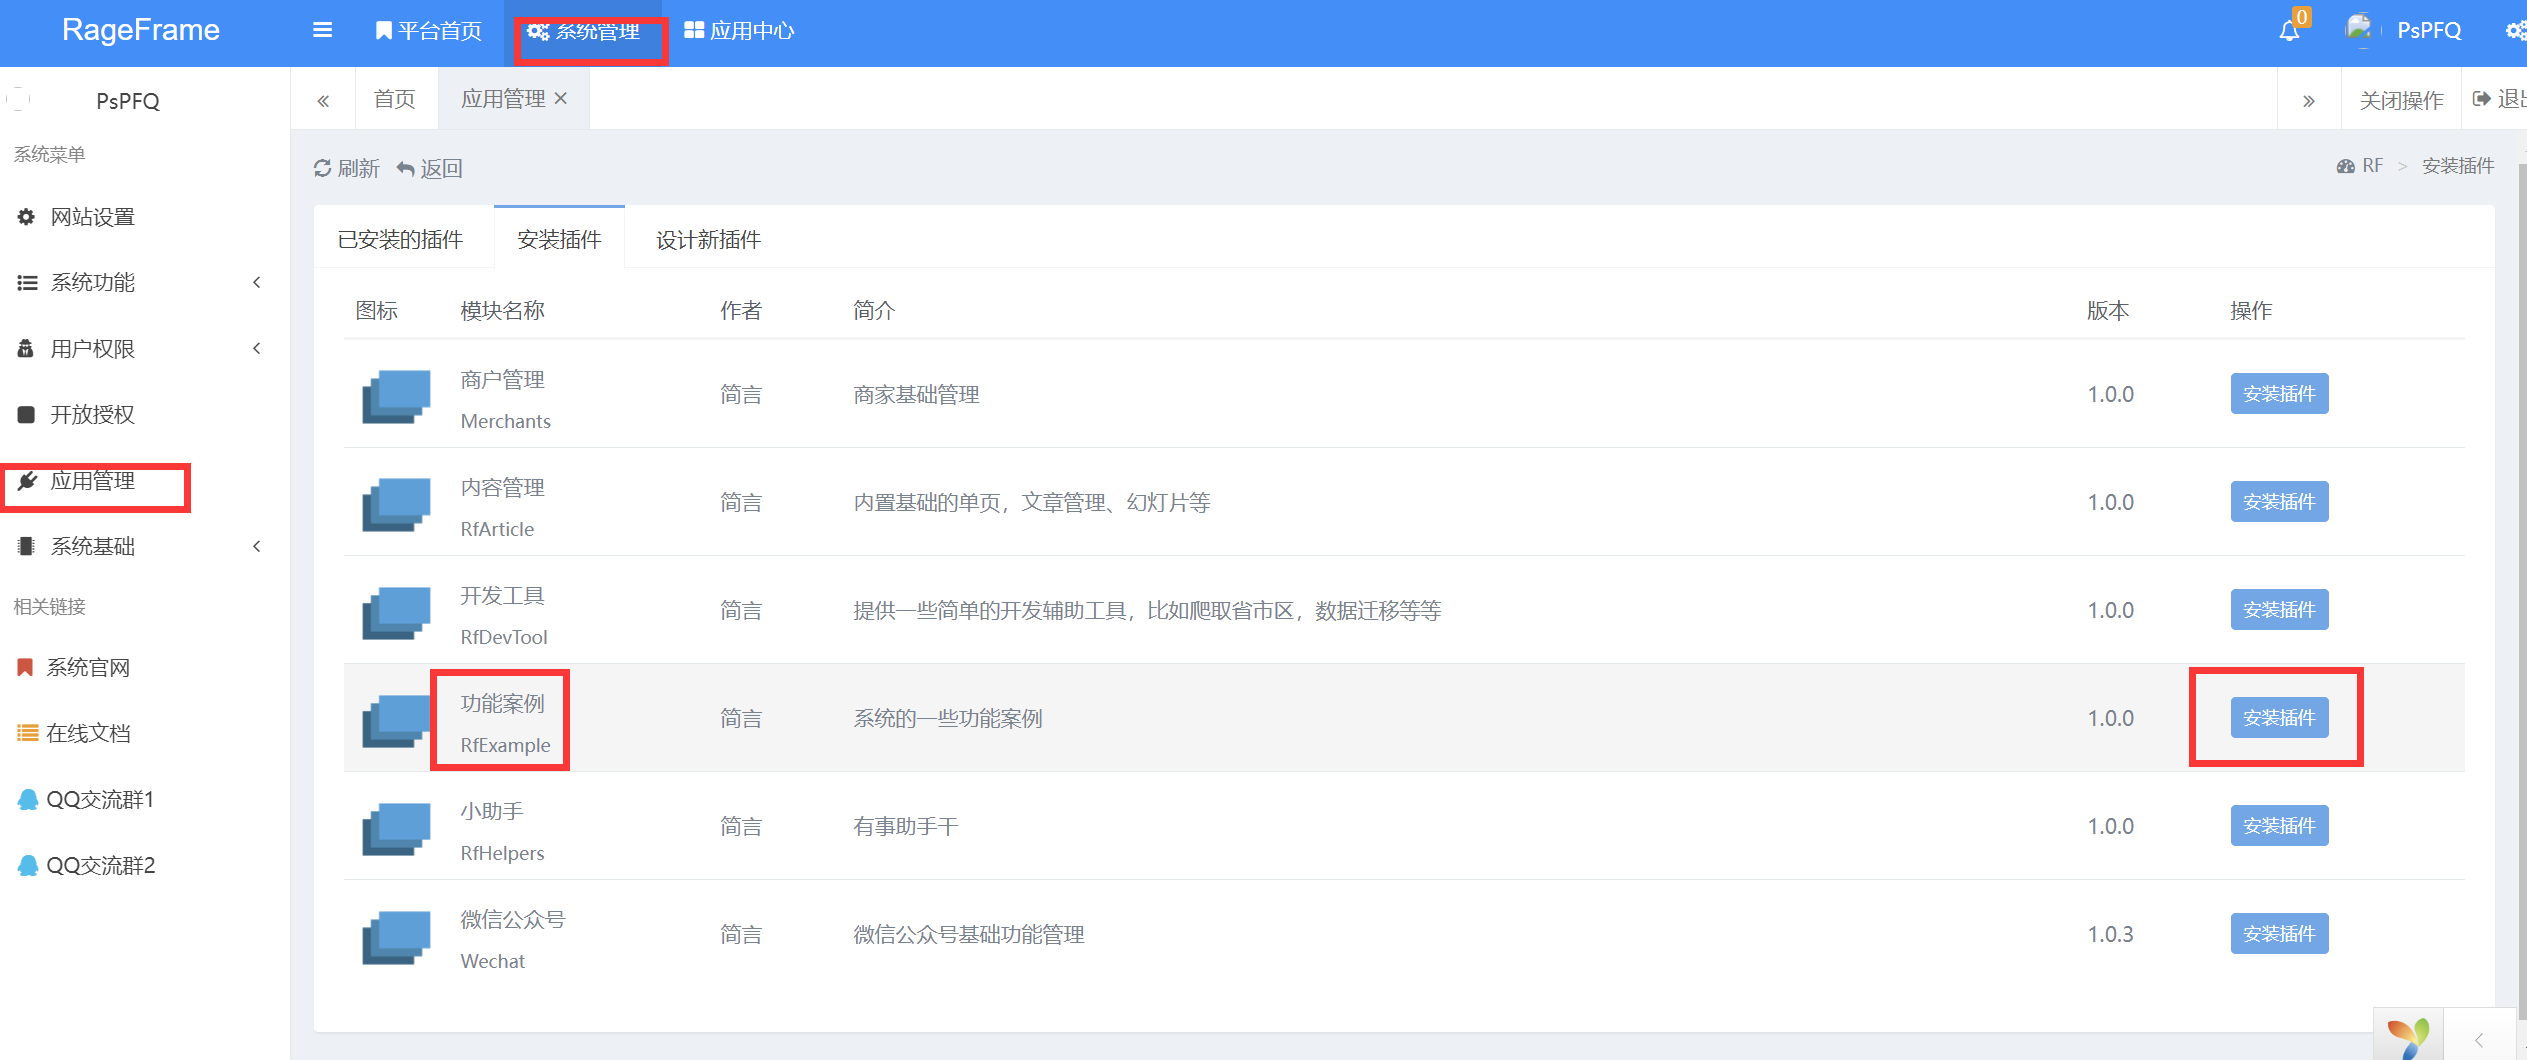 RageFrame
平台首页
系统管理
应用中心
0
PsPFQ
PsPFQ
首页
应用管理
关闭操作
系统菜单
网站设置
系统功能
用户权限
开放授权
应用管理
系统基础
相关链接
系统官网
在线文档
QQ交流群1
QQ交流群2
刷新 返回
RF > 安装插件
已安装的插件
安装插件
设计新插件
图标 模块名称 作者 简介 版本 操作
商户管理
Merchants
简言 商家基础管理 1.0.0 安装插件
内容管理
RfArticle
简言 内置基础的单页，文章管理、幻灯片等 1.0.0 安装插件
开发工具
RfDevTool
简言 提供一些简单的开发辅助工具，比如爬取省市区，数据迁移等等 1.0.0 安装插件
功能案例
RfExample
简言 系统的一些功能案例 1.0.0 安装插件
小助手
RfHelpers
简言 有事助手干 1.0.0 安装插件
微信公众号
Wechat
简言 微信公众号基础功能管理 1.0.3 安装插件